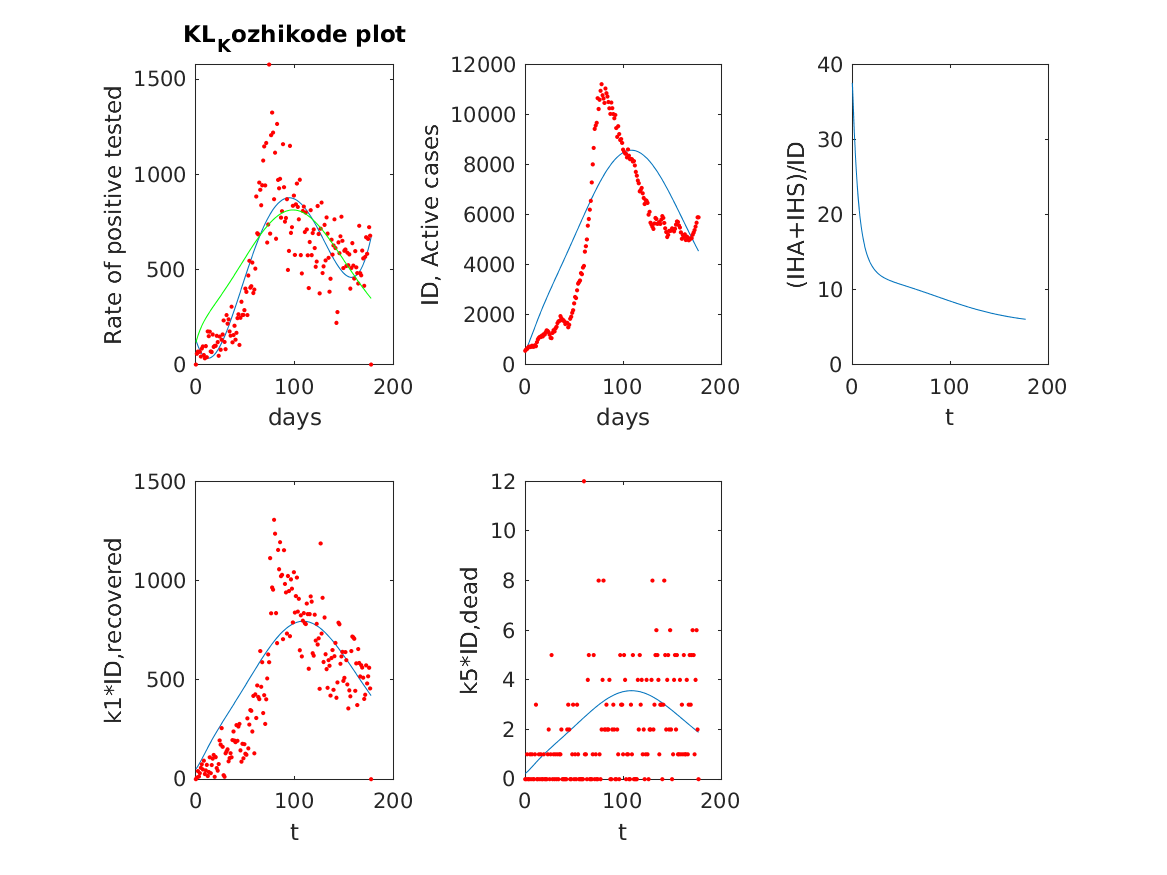 KL_Kozhikode plot
Rate of positive tested
1500
1000
500
0
0 100 200
days
ID, Active cases
12000
10000
8000
6000
4000
2000
0
0 100 200
days
(IHA+IHS)/ID
40
30
20
10
0
0 100 200
t
k1*ID,recovered
1500
1000
500
0
0 100 200
t
k5*ID,dead
12
10
8
6
4
2
0
0 100 200
t